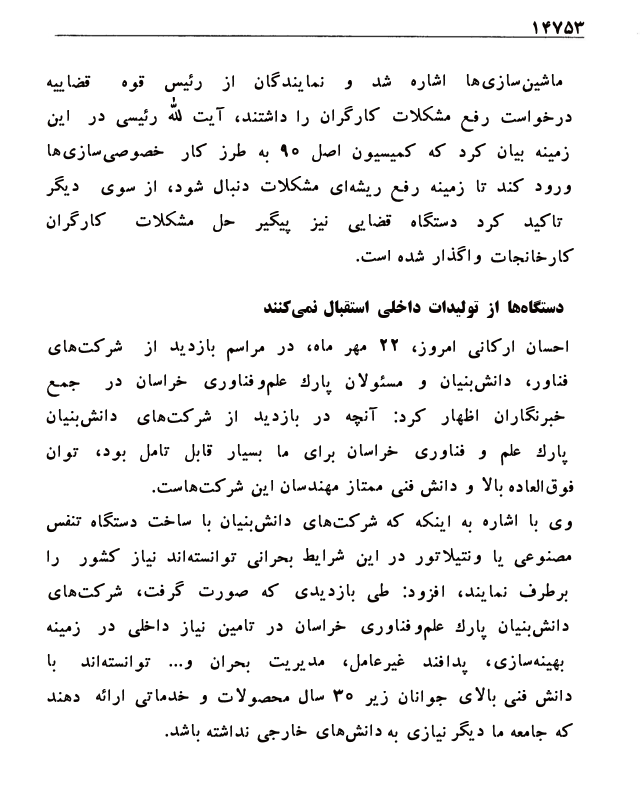 ۱۴۷۵۳
ماشین‌سازی‌ها اشاره شد و نمایندگان از رئیس قوه قضاییه
درخواست رفع مشکلات کارگران را داشتند، آیت لله رئیسی در این
زمینه بیان کرد که کمیسیون اصل ۹۰ به طرز کار خصوصی‌سازی‌ها
ورود کند تا زمینه رفع ریشه‌ای مشکلات دنبال شود، از سوی دیگر
تاکید کرد دستگاه قضایی نیز پیگیر حل مشکلات کارگران
کارخانجات واگذار شده است.
دستگاه‌ها از تولیدات داخلی استقبال نمی‌کنند
احسان ارکانی امروز، ۲۲ مهر ماه، در مراسم بازدید از شرکت‌های
فناور، دانش‌بنیان و مسئولان پارك علم‌وفناوری خراسان در جمع
خبرنگاران اظهار کرد: آنچه در بازدید از شرکت‌های دانش‌بنیان
پارك علم و فناوری خراسان برای ما بسیار قابل تامل بود، توان
فوق‌العاده بالا و دانش فنی ممتاز مهندسان این شرکت‌هاست.
وی با اشاره به اینکه که شرکت‌های دانش‌بنیان با ساخت دستگاه تنفس
مصنوعی یا ونتیلاتور در این شرایط بحرانی توانسته‌اند نیاز کشور را
برطرف نمایند، افزود: طی بازدیدی که صورت گرفت، شرکت‌های
دانش‌بنیان پارك علم‌وفناوری خراسان در تامین نیاز داخلی در زمینه
بهینه‌سازی، پدافند غیرعامل، مدیریت بحران و... توانسته‌اند با
دانش فنی بالای جوانان زیر ۳۰ سال محصولات و خدماتی ارائه دهند
که جامعه ما دیگر نیازی به دانش‌های خارجی نداشته باشد.